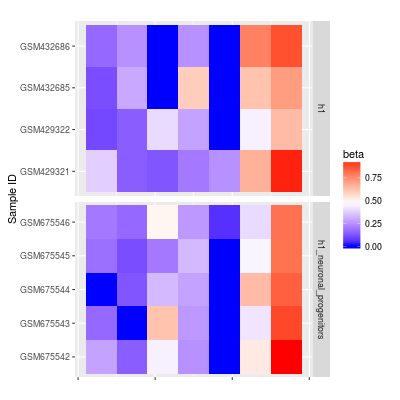 GSM432686
GSM432685
GSM429322
GSM429321
h1
GSM675546
GSM675545
GSM675544
GSM675543
GSM675542
h1_neuronal_progenitors
Sample ID
beta
0.75
0.50
0.25
0.00